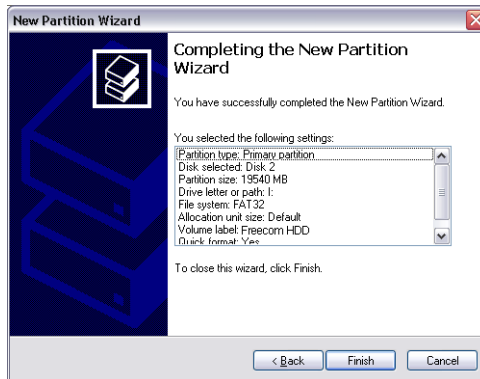 New Partition Wizard
Completing the New Partition
Wizard
You have successfully completed the New Partition Wizard.
You selected the following settings:
Partition type: Primary partition
Disk selected: Disk 2
Partition size: 19540 MB
Drive letter or path: I:
File system: FAT32
Allocation unit size: Default
Volume label: Freecom HDD
Quick format: Yes
To close this wizard, click Finish.
< Back
Finish
Cancel